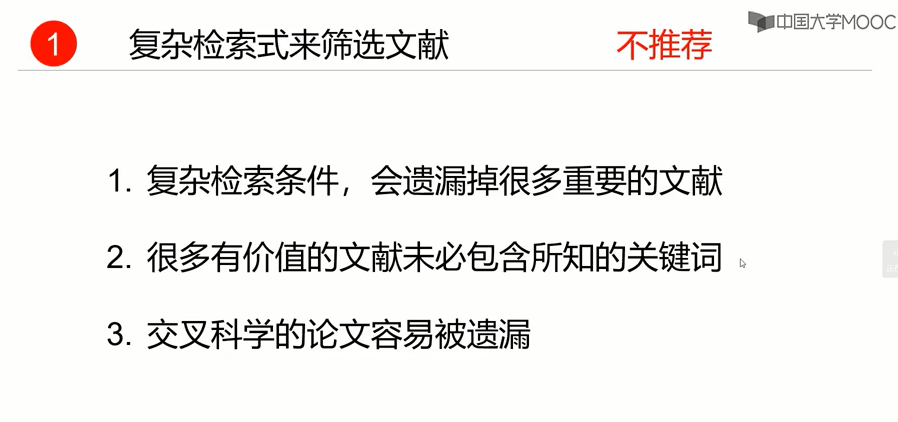 1 复杂检索式来筛选文献 不推荐
中国大学MOOC
1. 复杂检索条件，会遗漏掉很多重要的文献
2. 很多有价值的文献未必包含所知的关键词
3. 交叉科学的论文容易被遗漏